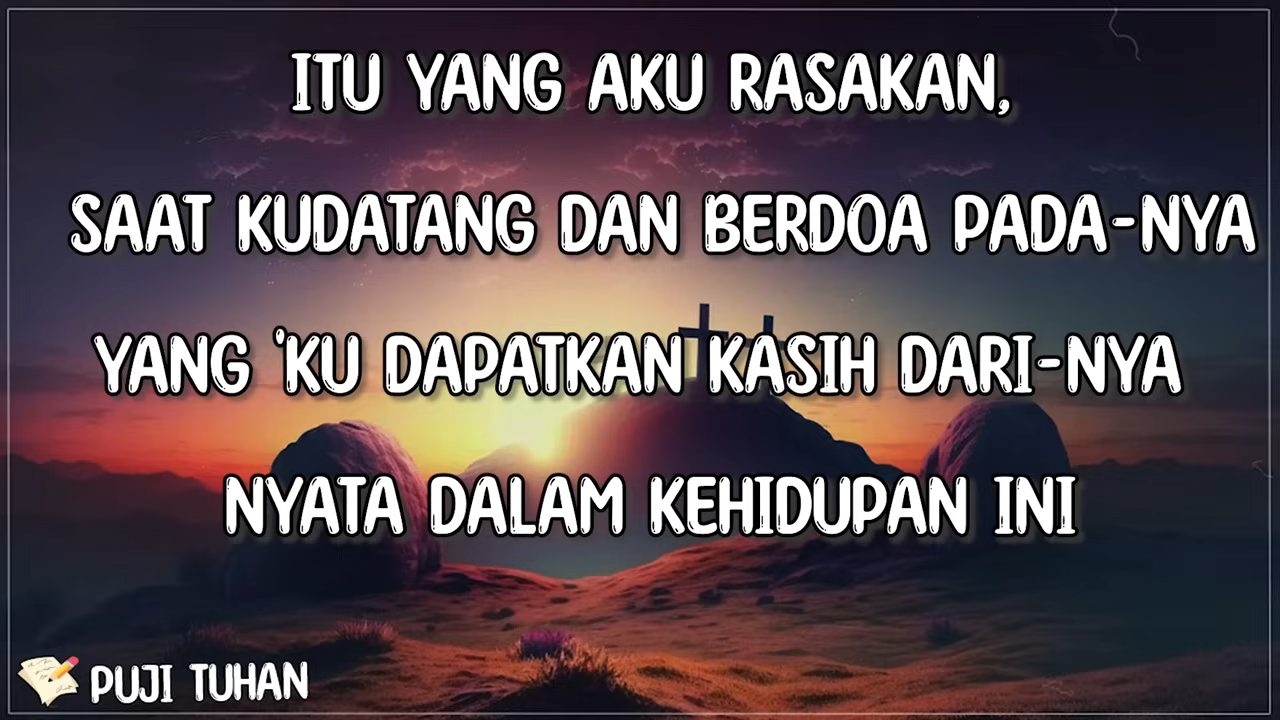 ITU YANG AKU RASAKAN,
SAAT KUDATANG DAN BERDOA PADA-NYA
YANG 'KU DAPATKAN KASIH DARI-NYA
NYATA DALAM KEHIDUPAN INI
PUJI TUHAN